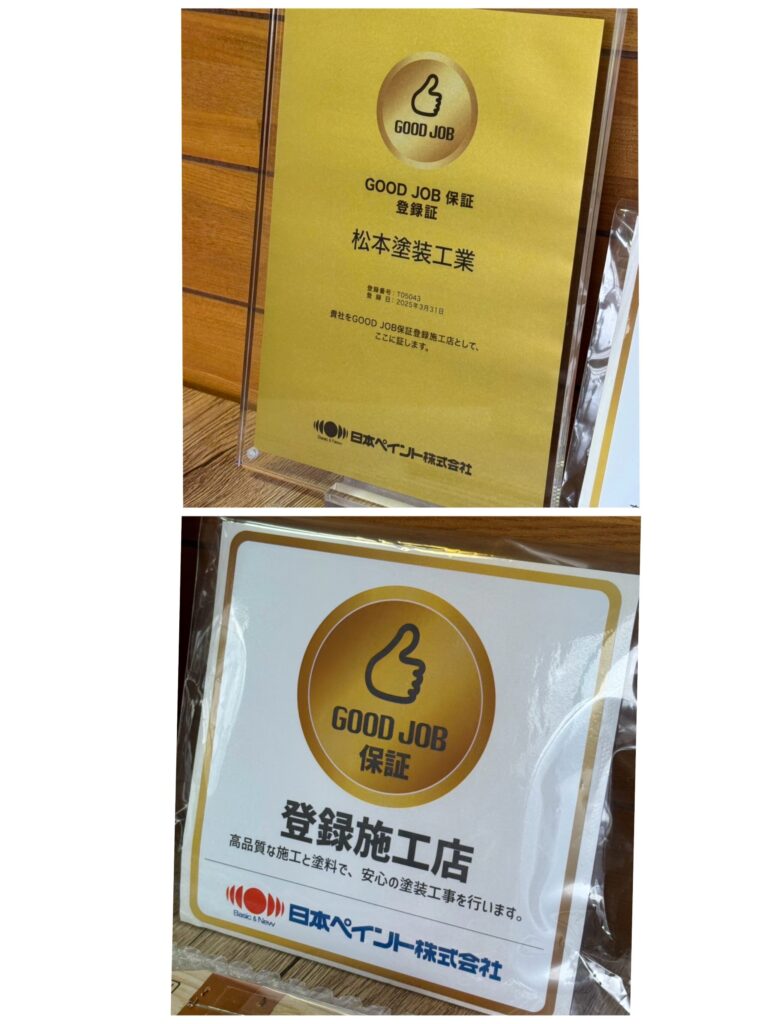 GOOD JOB
GOOD JOB 保証
登録証
松本塗装工業
登録番号：T05043
登 録 日：2025年3月31日
貴社をGOOD JOB保証登録施工店として、
ここに証します。
Basic & New
日本ペイント株式会社
GOOD JOB
保証
登録施工店
高品質な施工と塗料で、安心の塗装工事を行います。
Basic & New
日本ペイント株式会社